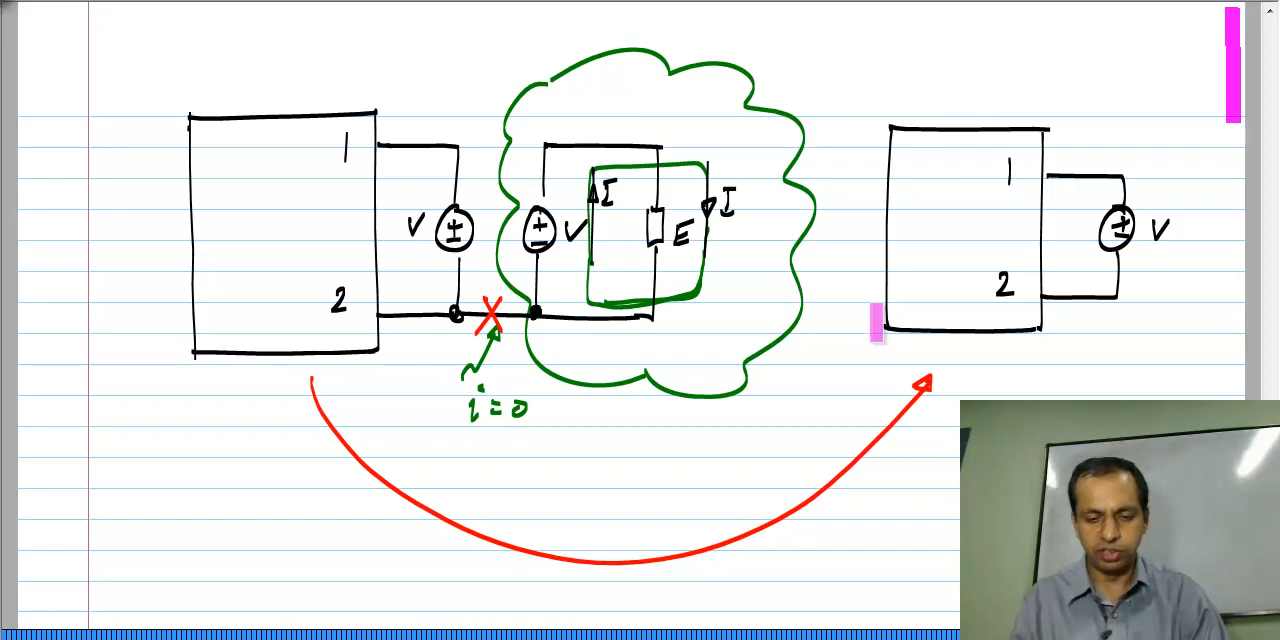 1
V ± ± V I E I
2
i = 0
1
± V
2